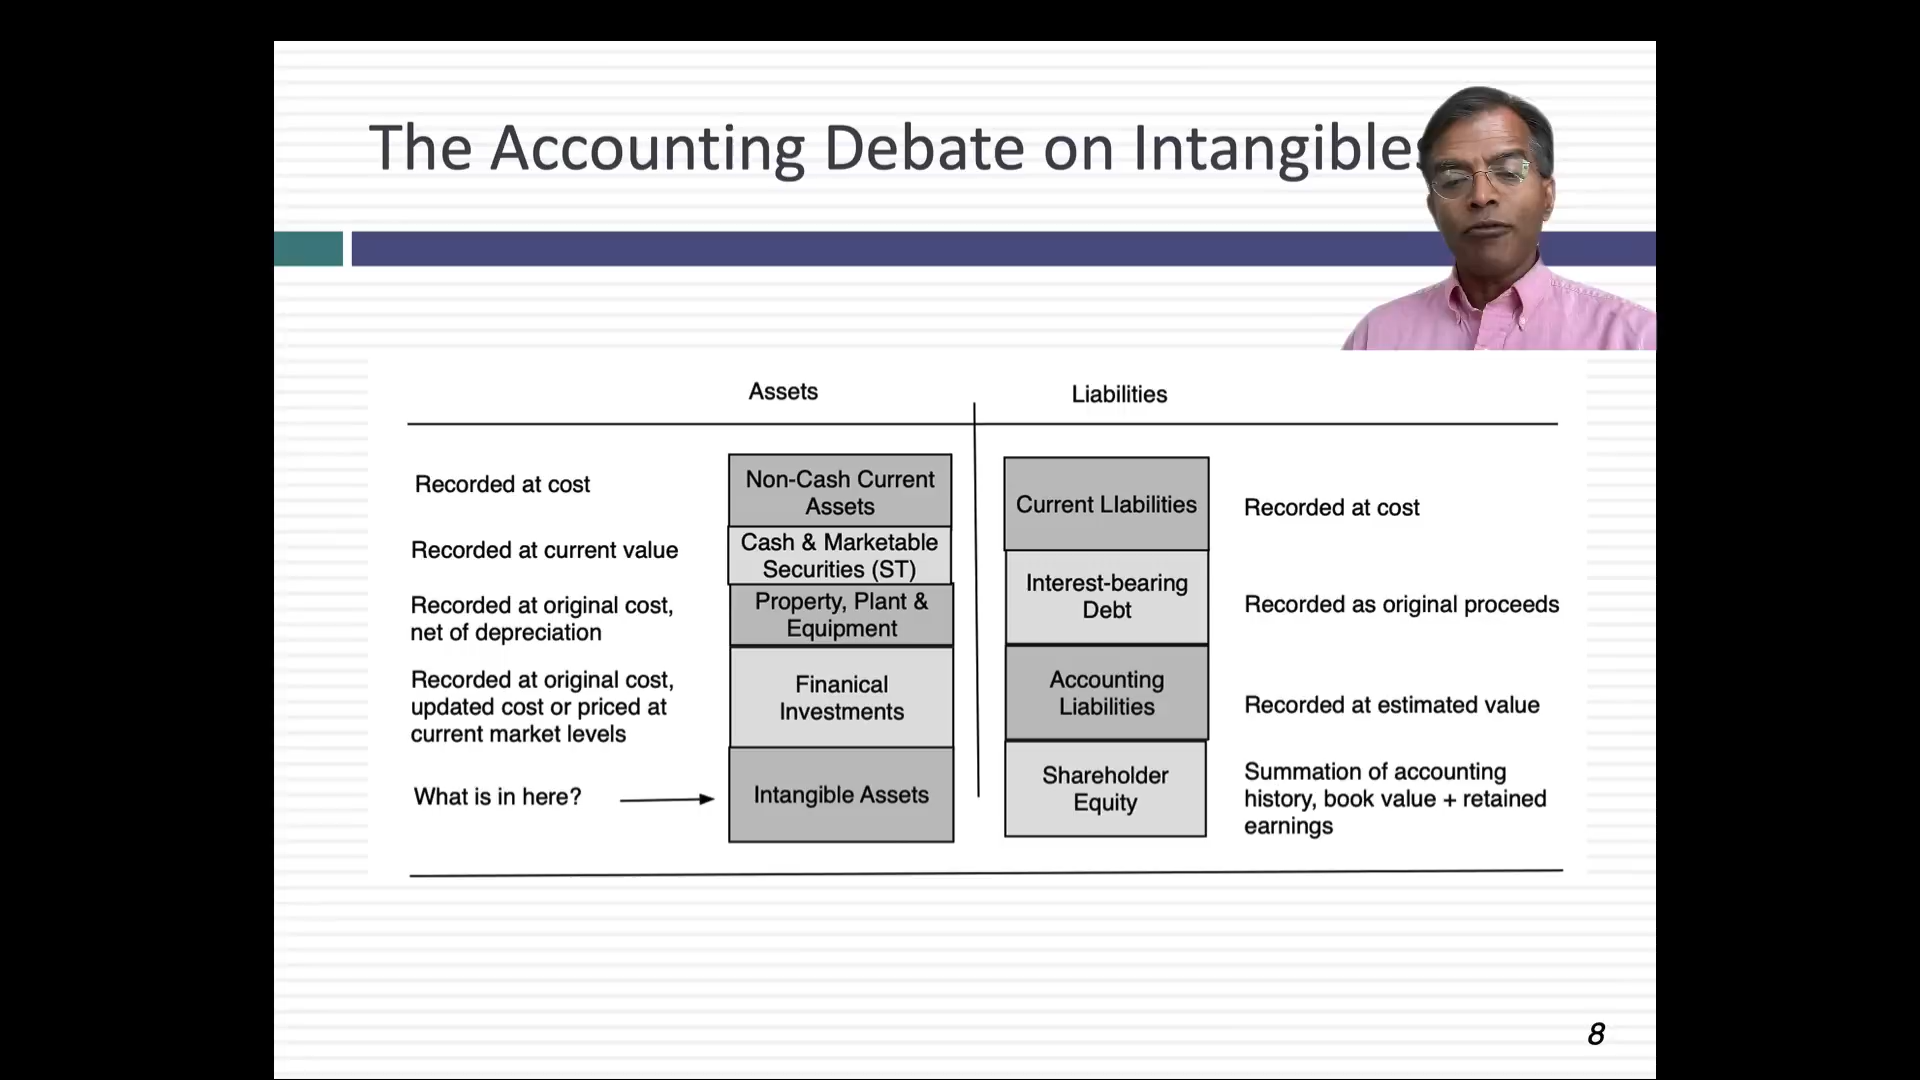 The Accounting Debate on Intangibles
Assets
Liabilities
Recorded at cost
Non-Cash Current
Assets
Recorded at current value
Cash & Marketable
Securities (ST)
Recorded at original cost,
net of depreciation
Property, Plant &
Equipment
Recorded at original cost,
updated cost or priced at
current market levels
Finanical
Investments
What is in here?
Intangible Assets
Current LIabilities
Recorded at cost
Interest-bearing
Debt
Recorded as original proceeds
Accounting
Liabilities
Recorded at estimated value
Shareholder
Equity
Summation of accounting
history, book value + retained
earnings
8